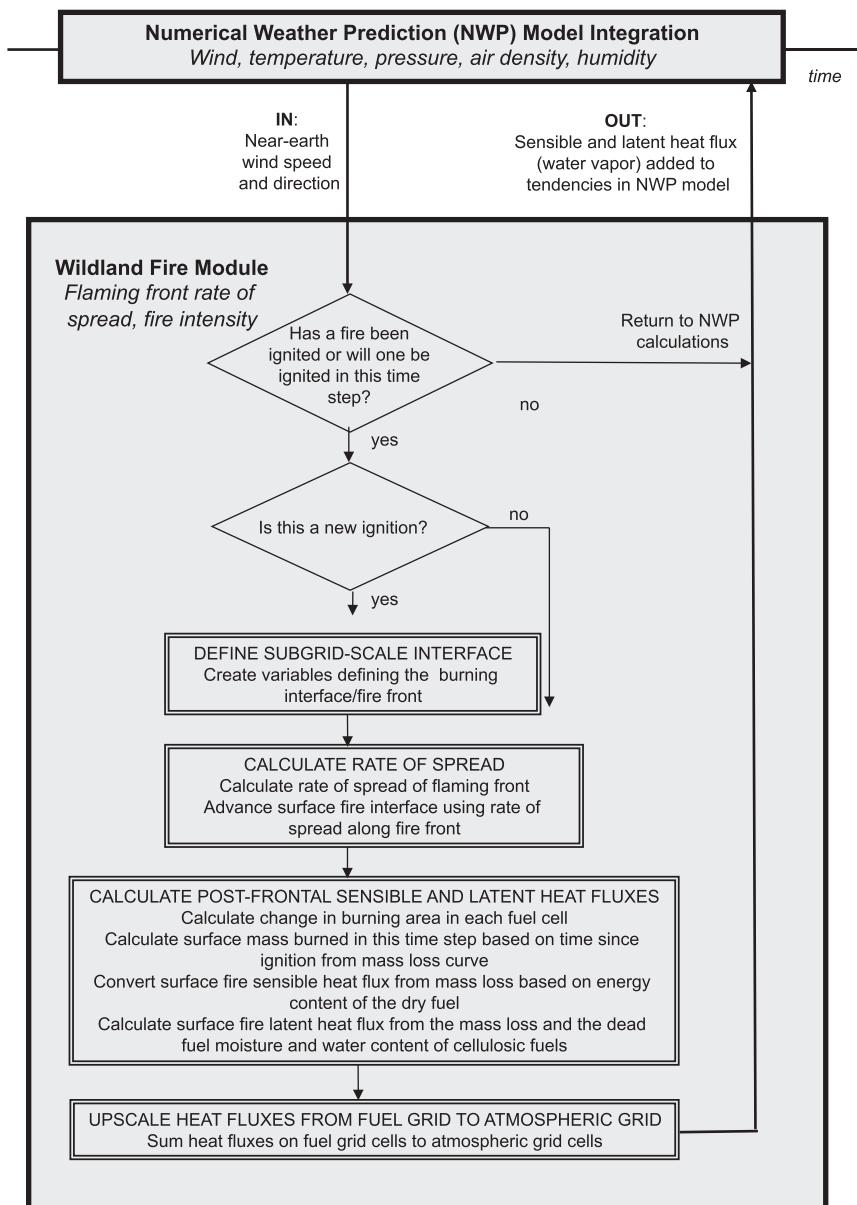 Numerical Weather Prediction (NWP) Model Integration
Wind, temperature, pressure, air density, humidity
time
IN:
Near-earth
wind speed
and direction
OUT:
Sensible and latent heat flux
(water vapor) added to
tendencies in NWP model
Wildland Fire Module
Flaming front rate of
spread, fire intensity
Has a fire been
ignited or will one be
ignited in this time
step?
Return to NWP
calculations
no
yes
Is this a new ignition?
no
yes
DEFINE SUBGRID-SCALE INTERFACE
Create variables defining the burning
interface/fire front
CALCULATE RATE OF SPREAD
Calculate rate of spread of flaming front
Advance surface fire interface using rate of
spread along fire front
CALCULATE POST-FRONTAL SENSIBLE AND LATENT HEAT FLUXES
Calculate change in burning area in each fuel cell
Calculate surface mass burned in this time step based on time since
ignition from mass loss curve
Convert surface fire sensible heat flux from mass loss based on energy
content of the dry fuel
Calculate surface fire latent heat flux from the mass loss and the dead
fuel moisture and water content of cellulosic fuels
UPSCALE HEAT FLUXES FROM FUEL GRID TO ATMOSPHERIC GRID
Sum heat fluxes on fuel grid cells to atmospheric grid cells